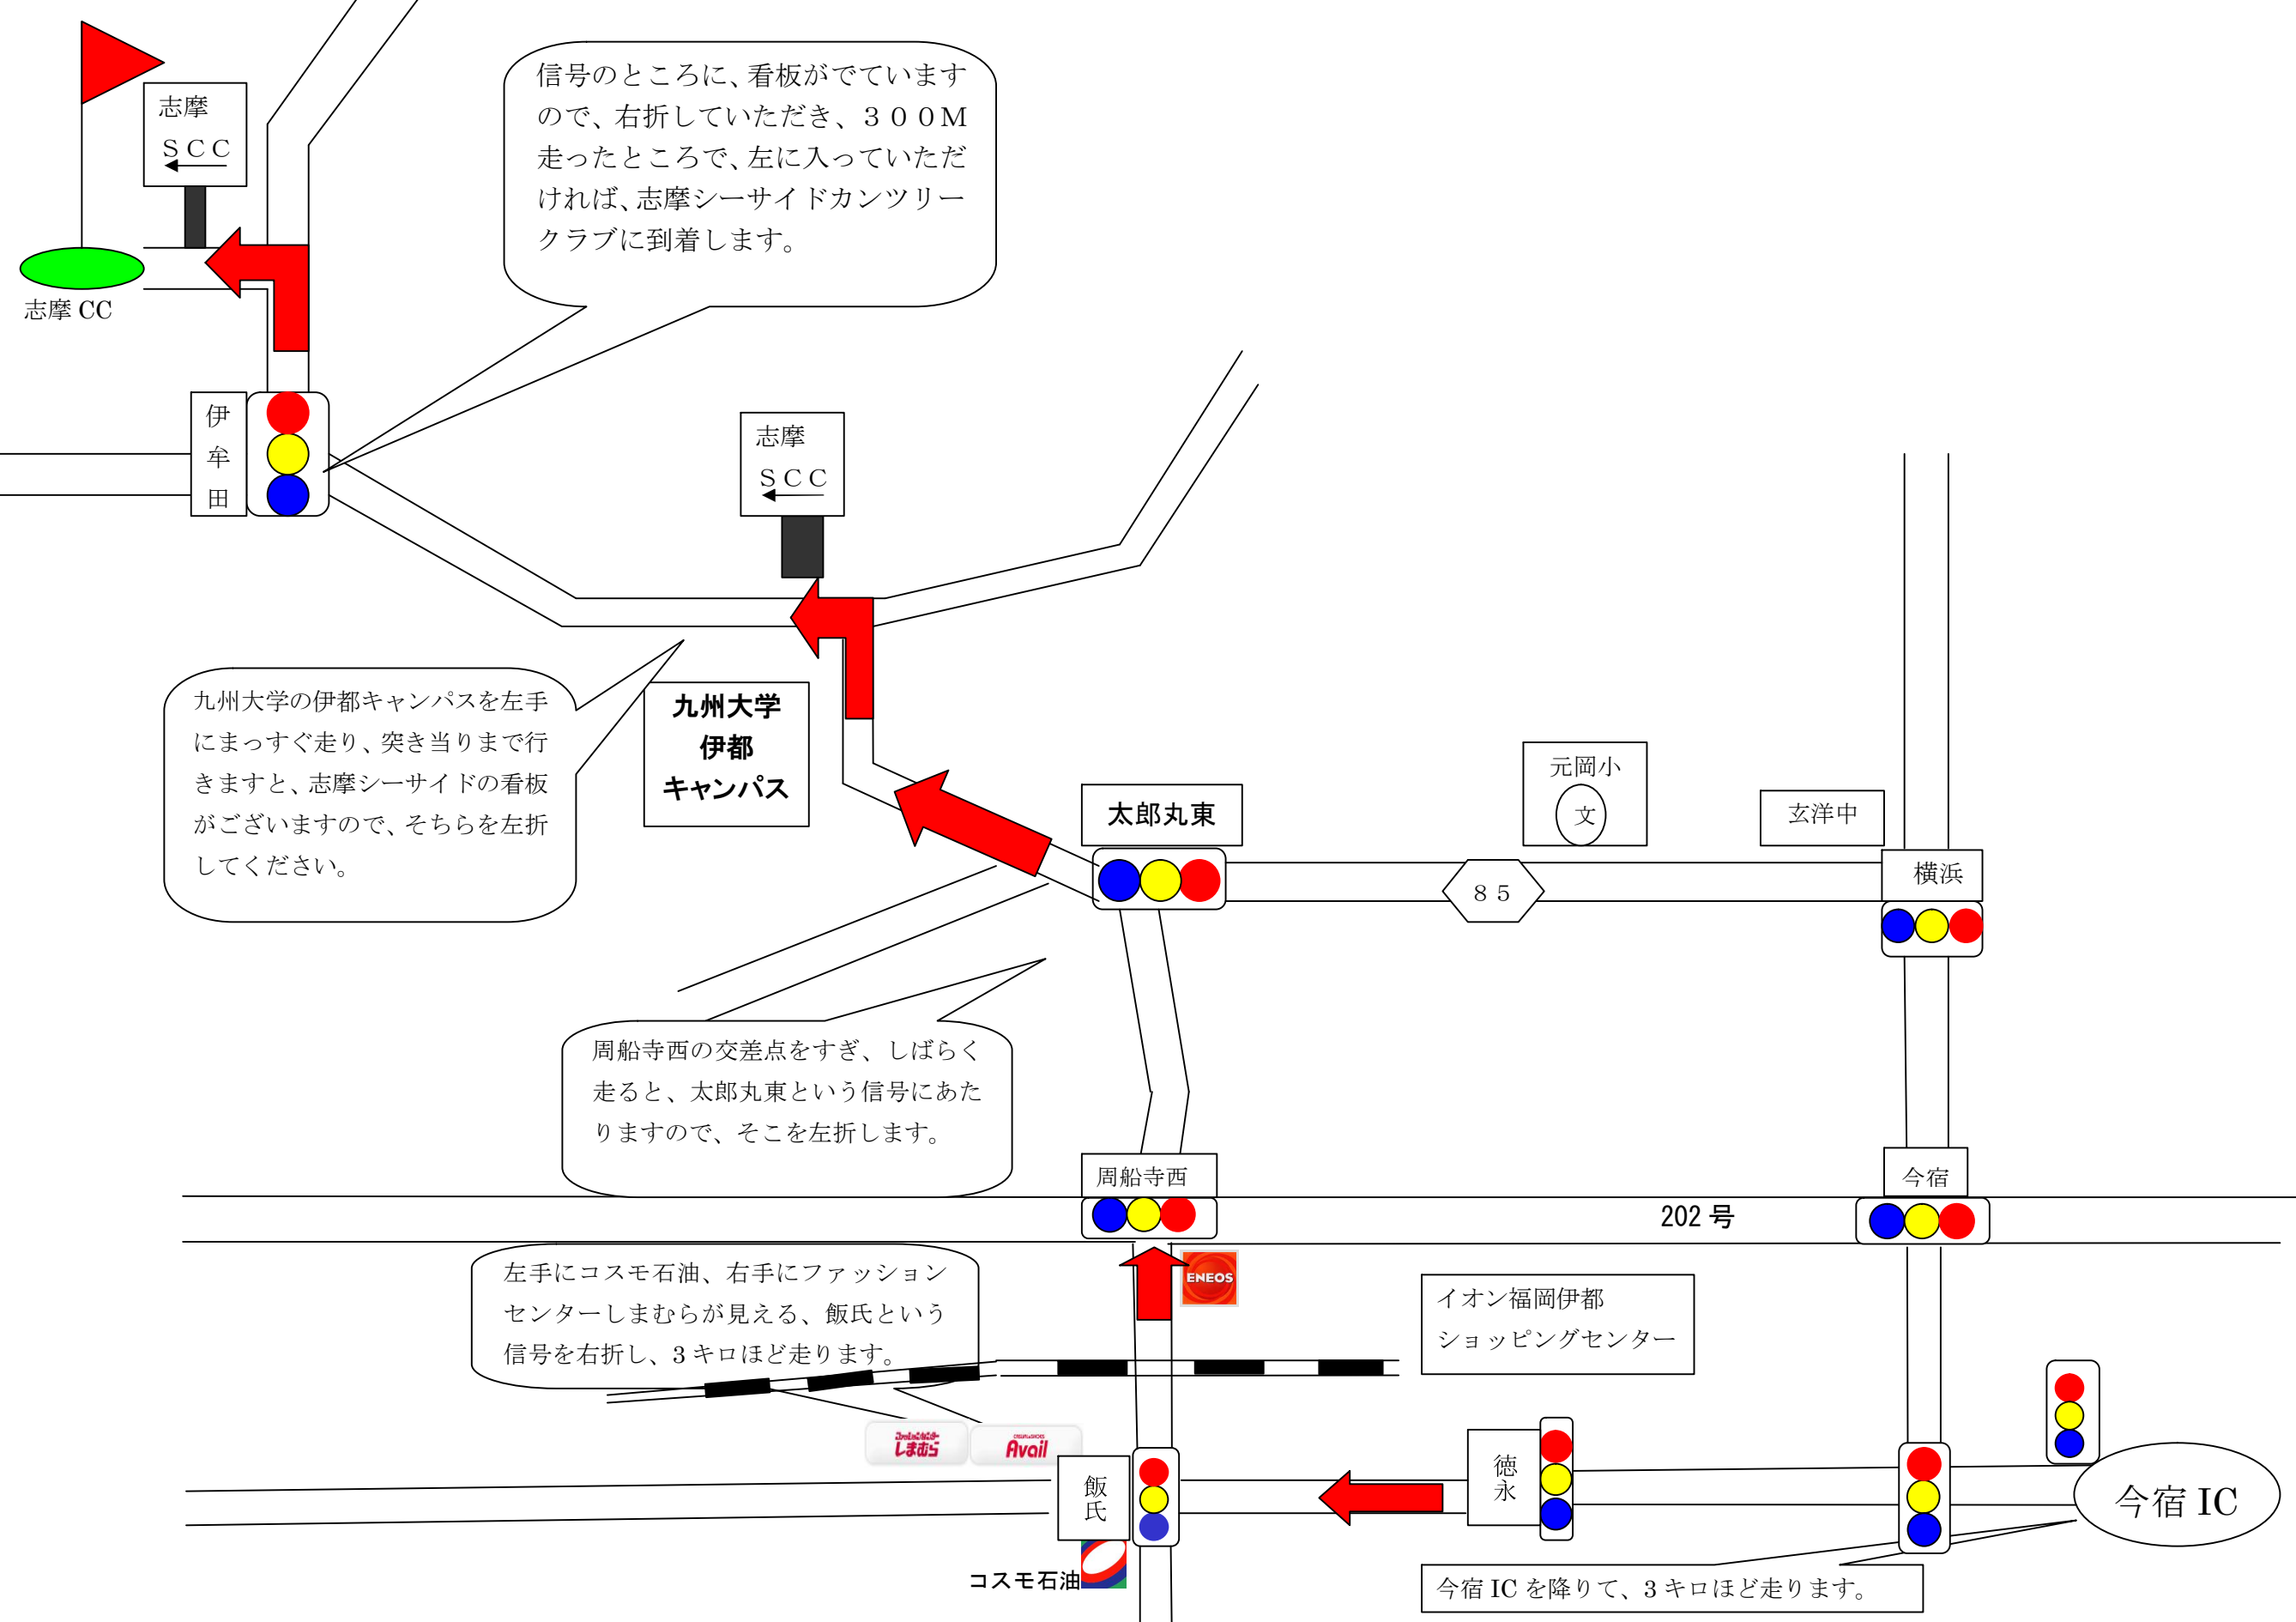 信号のところに、看板がでています
ので、右折していただき、３００Ｍ
走ったところで、左に入っていただ
ければ、志摩シーサイドカンツリー
クラブに到着します。
志摩
ＳＣＣ
志摩 CC
伊
牟
田
志摩
ＳＣＣ
九州大学の伊都キャンパスを左手
にまっすぐ走り、突き当りまで行
きますと、志摩シーサイドの看板
がございますので、そちらを左折
してください。
九州大学
伊都
キャンパス
太郎丸東
元岡小
文
玄洋中
８５
横浜
周船寺西の交差点をすぎ、しばらく
走ると、太郎丸東という信号にあた
りますので、そこを左折します。
周船寺西
今宿
202 号
左手にコスモ石油、右手にファッション
センターしまむらが見える、飯氏という
信号を右折し、3 キロほど走ります。
ENEOS
イオン福岡伊都
ショッピングセンター
ファッションセンター
しまむら
Avail
飯
氏
徳
永
今宿 IC
コスモ石油
今宿 IC を降りて、3 キロほど走ります。